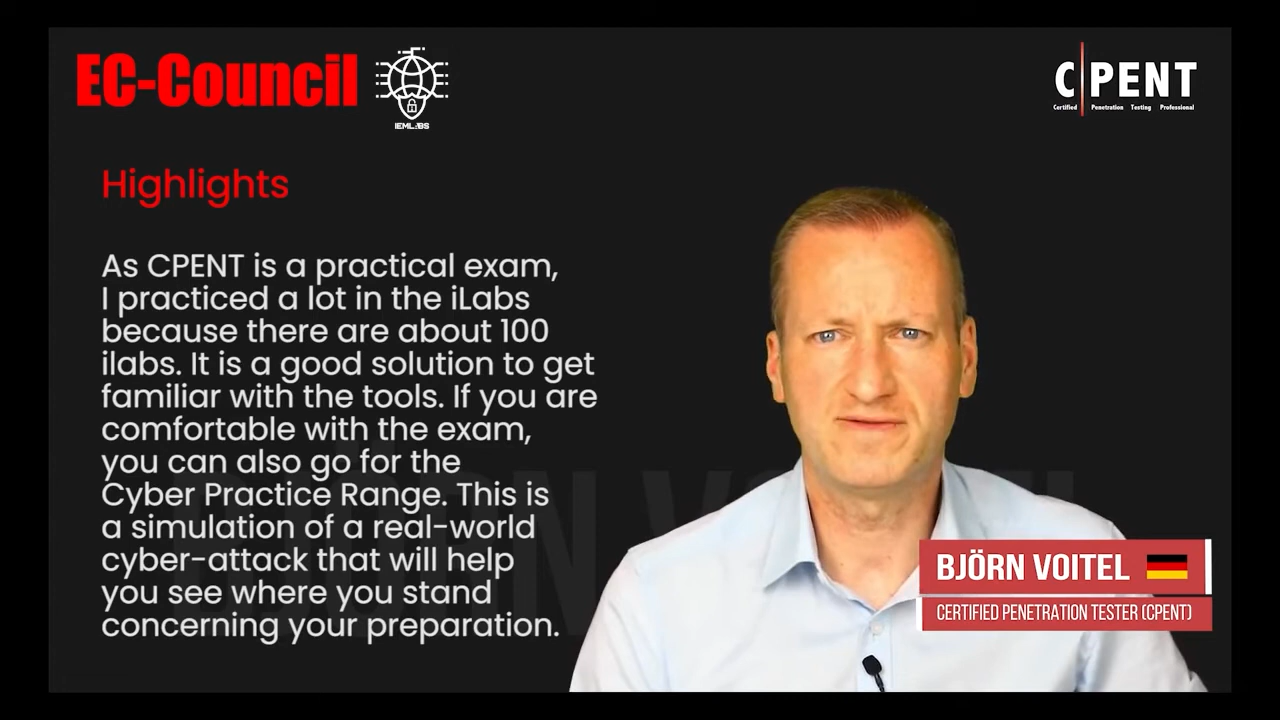 EC-Council
IEMLABS
C PENT
Certified Penetration Testing Professional
Highlights
As CPENT is a practical exam,
I practiced a lot in the iLabs
because there are about 100
ilabs. It is a good solution to get
familiar with the tools. If you are
comfortable with the exam,
you can also go for the
Cyber Practice Range. This is
a simulation of a real-world
cyber-attack that will help
you see where you stand
concerning your preparation.
BJÖRN VOITEL
BJÖRN VOITEL
CERTIFIED PENETRATION TESTER (CPENT)